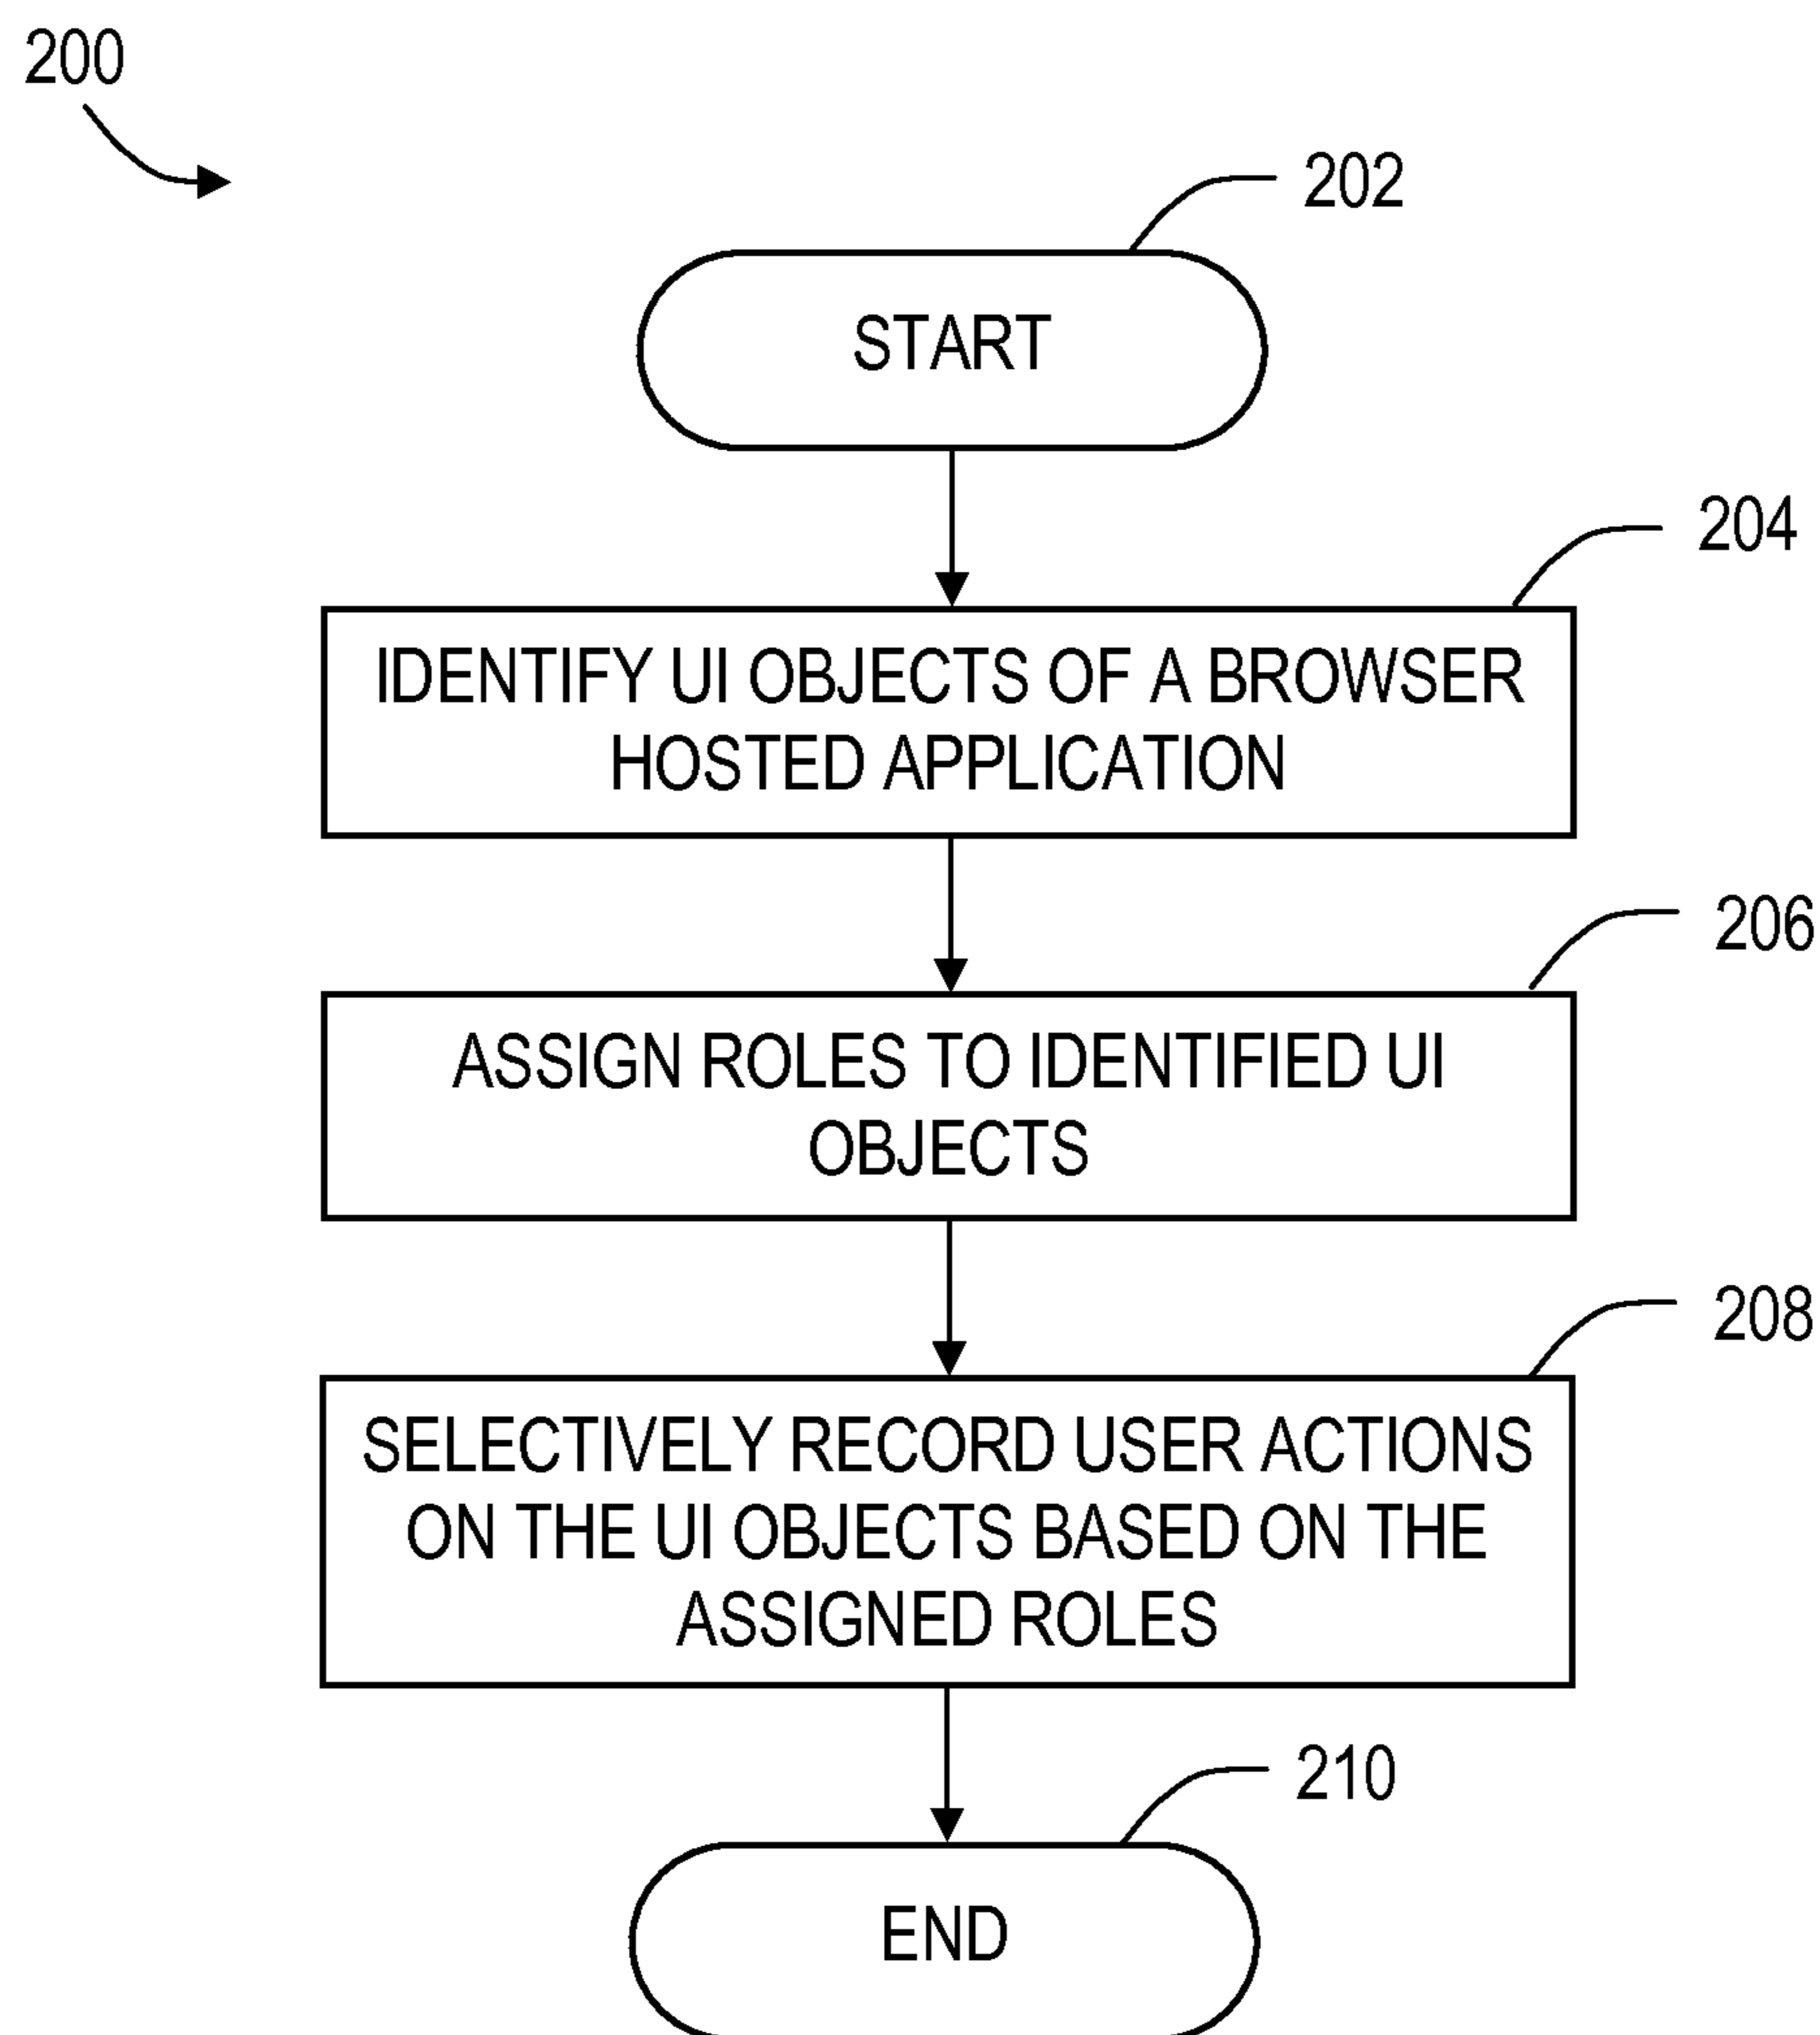 200
202
START
204
IDENTIFY UI OBJECTS OF A BROWSER
HOSTED APPLICATION
206
ASSIGN ROLES TO IDENTIFIED UI
OBJECTS
208
SELECTIVELY RECORD USER ACTIONS
ON THE UI OBJECTS BASED ON THE
ASSIGNED ROLES
210
END